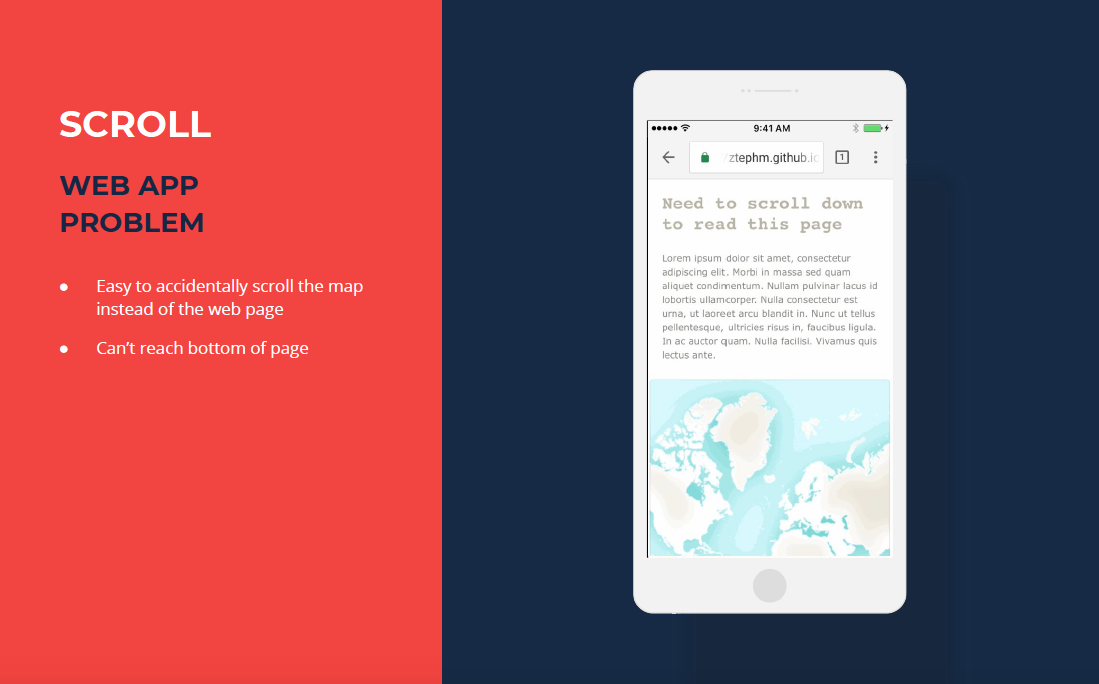 SCROLL
WEB APP
PROBLEM
● Easy to accidentally scroll the map
instead of the web page
● Can't reach bottom of page
9:41 AM
ztephm.github.io
1
Need to scroll down
to read this page
Lorem ipsum dolor sit amet, consectetur
adipiscing elit. Morbi in massa sed quam
aliquet condimentum. Nullam pulvinar lacus id
lobortis ullamcorper. Nulla consectetur est
urna, ut laoreet arcu blandit in. Nunc ut tellus
pellentesque, ultricies risus in, faucibus ligula.
In ac auctor quam. Nulla facilisi. Vivamus quis
lectus ante.